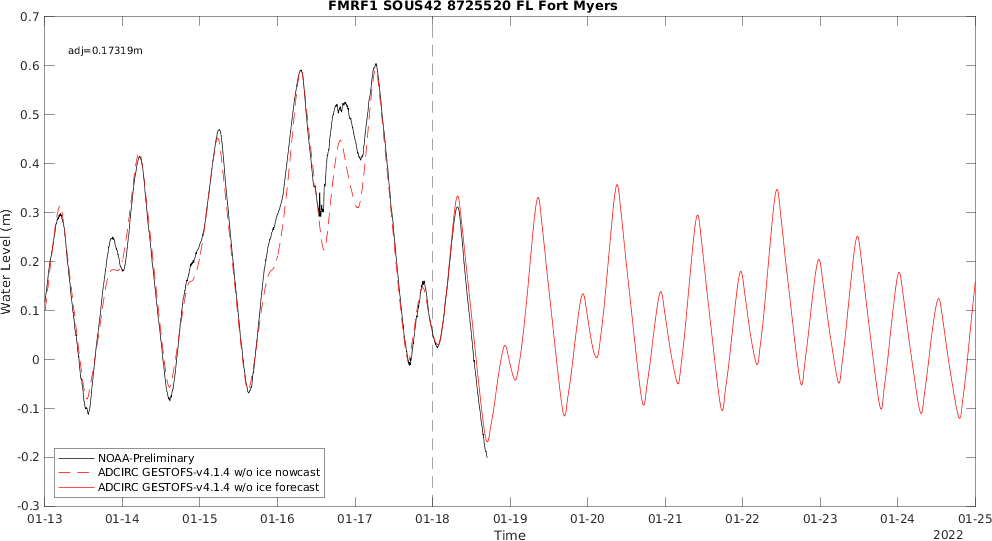 FMRF1 SOUS42 8725520 FL Fort Myers
0.7
0.6
0.5
0.4
0.3
0.2
0.1
0
-0.1
-0.2
-0.3
Water Level (m)
adj=0.17319m
NOAA-Preliminary
ADCIRC GESTOFS-v4.1.4 w/o ice nowcast
ADCIRC GESTOFS-v4.1.4 w/o ice forecast
01-13 01-14 01-15 01-16 01-17 01-18 01-19 01-20 01-21 01-22 01-23 01-24 01-25
Time
2022